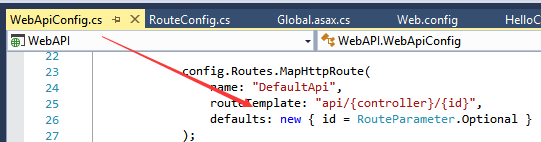 WebApiConfig.cs RouteConfig.cs Global.asax.cs Web.config HelloC
WebAPI WebAPI.WebApiConfig
22
23 config.Routes.MapHttpRoute(
24 name: "DefaultApi",
25 routeTemplate: "api/{controller}/{id}",
26 defaults: new { id = RouteParameter.Optional }
27 );